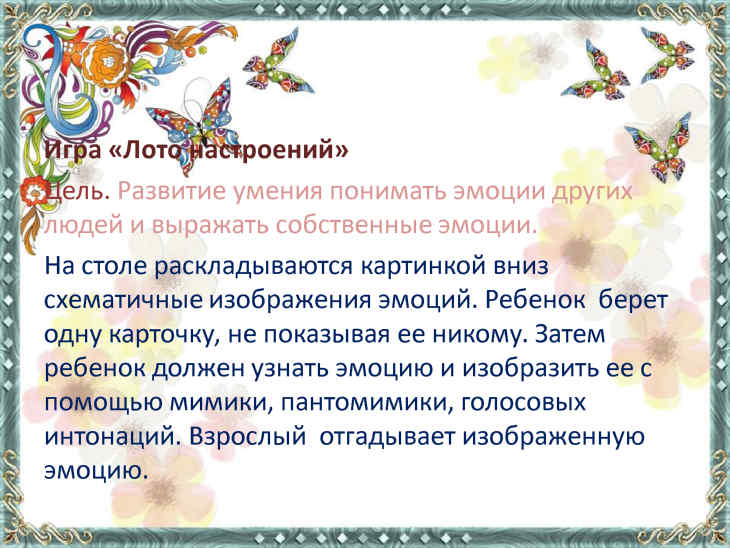 Игра «Лото настроений»
Цель. Развитие умения понимать эмоции других
людей и выражать собственные эмоции.
На столе раскладываются картинкой вниз
схематичные изображения эмоций. Ребенок берет
одну карточку, не показывая ее никому. Затем
ребенок должен узнать эмоцию и изобразить ее с
помощью мимики, пантомимики, голосовых
интонаций. Взрослый отгадывает изображенную
эмоцию.